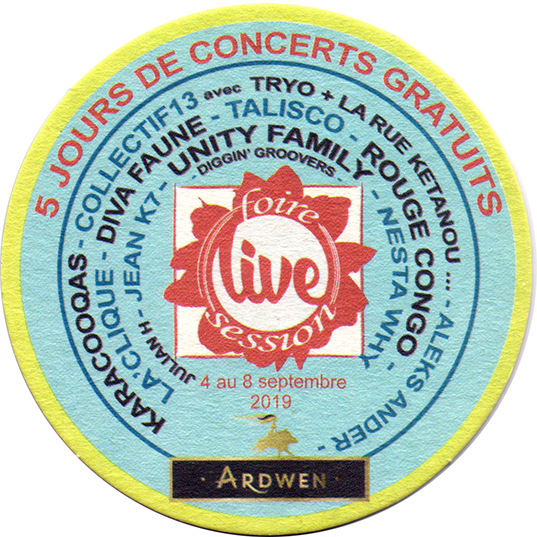 5 JOURS DE CONCERTS GRATUITS
KARACOOQAS - COLLECTIF13 avec TRYO + LA RUE KETANOU ... - ALEKS ANDER -
LA'CLIQUE - DIVA FAUNE - TALISCO - ROUGE CONGO
JULIAN H - JEAN K7 - UNITY FAMILY - NESTA WHY
DIGGIN' GROOVERS -
foire
live
session
4 au 8 septembre
2019
· ARDWEN ·